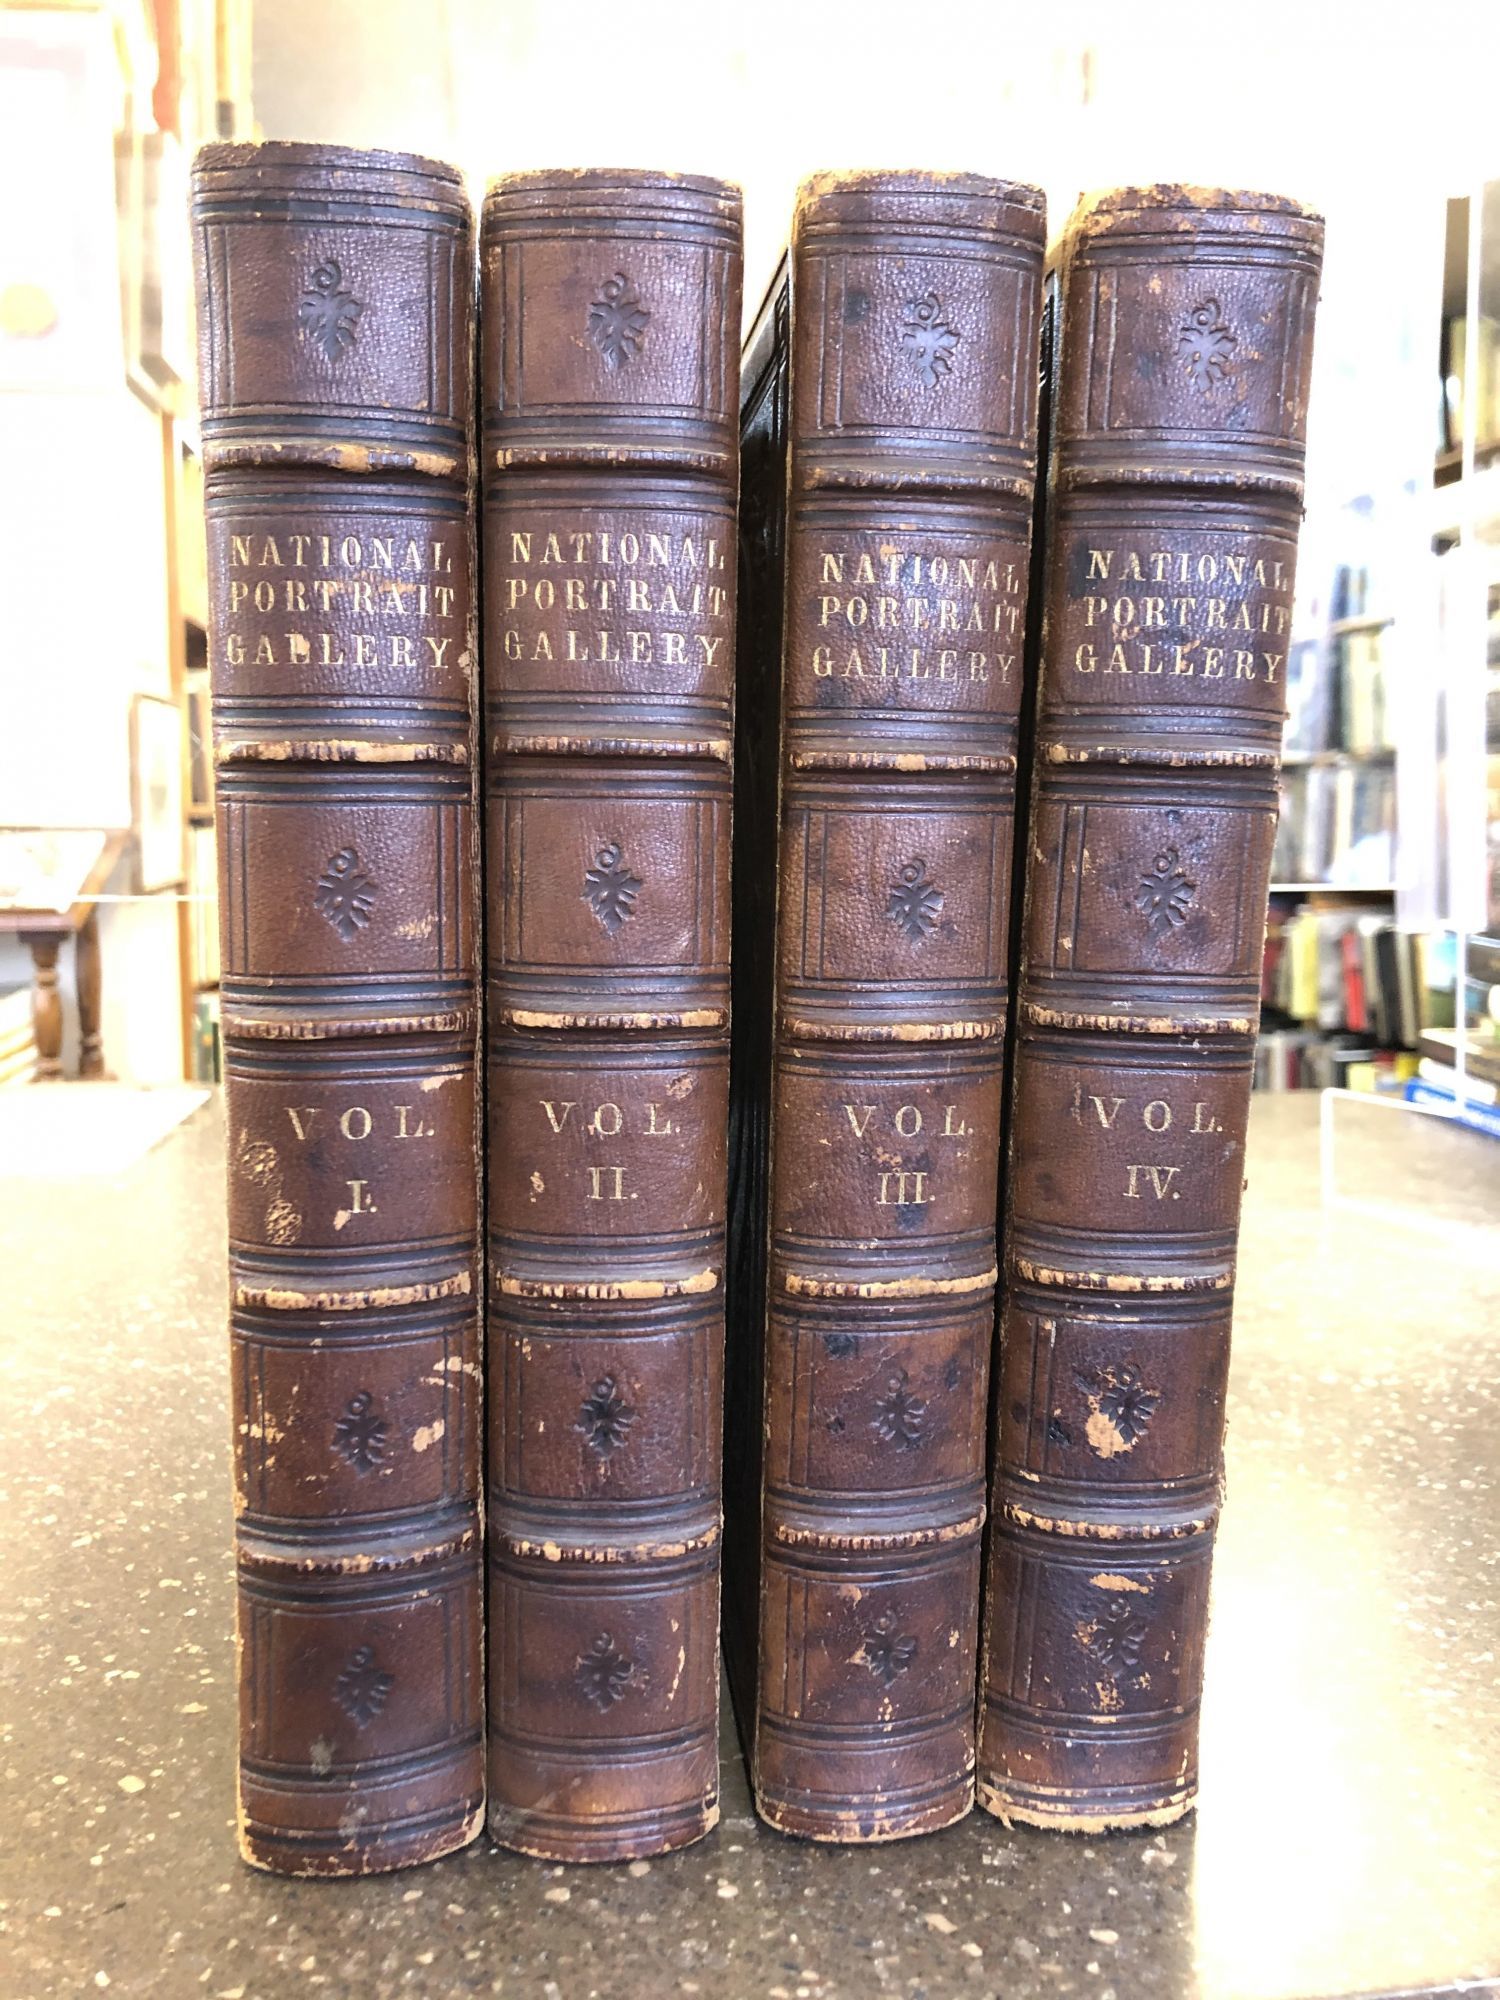 NATIONAL
PORTRAIT
GALLERY
VOL.
I.
NATIONAL
PORTRAIT
GALLERY
VOL.
II.
NATIONAL
PORTRAIT
GALLERY
VOL.
III.
NATIONAL
PORTRAIT
GALLERY
VOL.
IV.